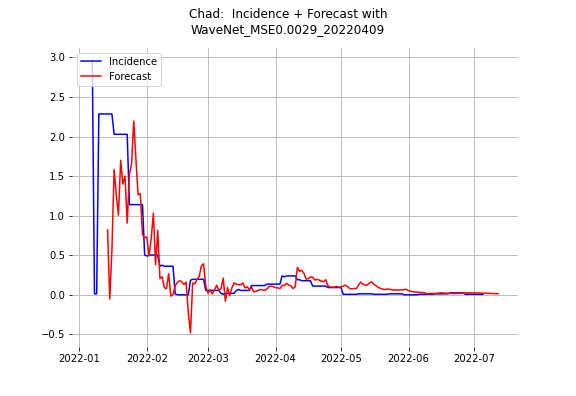 Chad:  Incidence + Forecast with
WaveNet_MSE0.0029_20220409
Incidence
Forecast
3.0
2.5
2.0
1.5
1.0
0.5
0.0
−0.5
2022-01 2022-02 2022-03 2022-04 2022-05 2022-06 2022-07